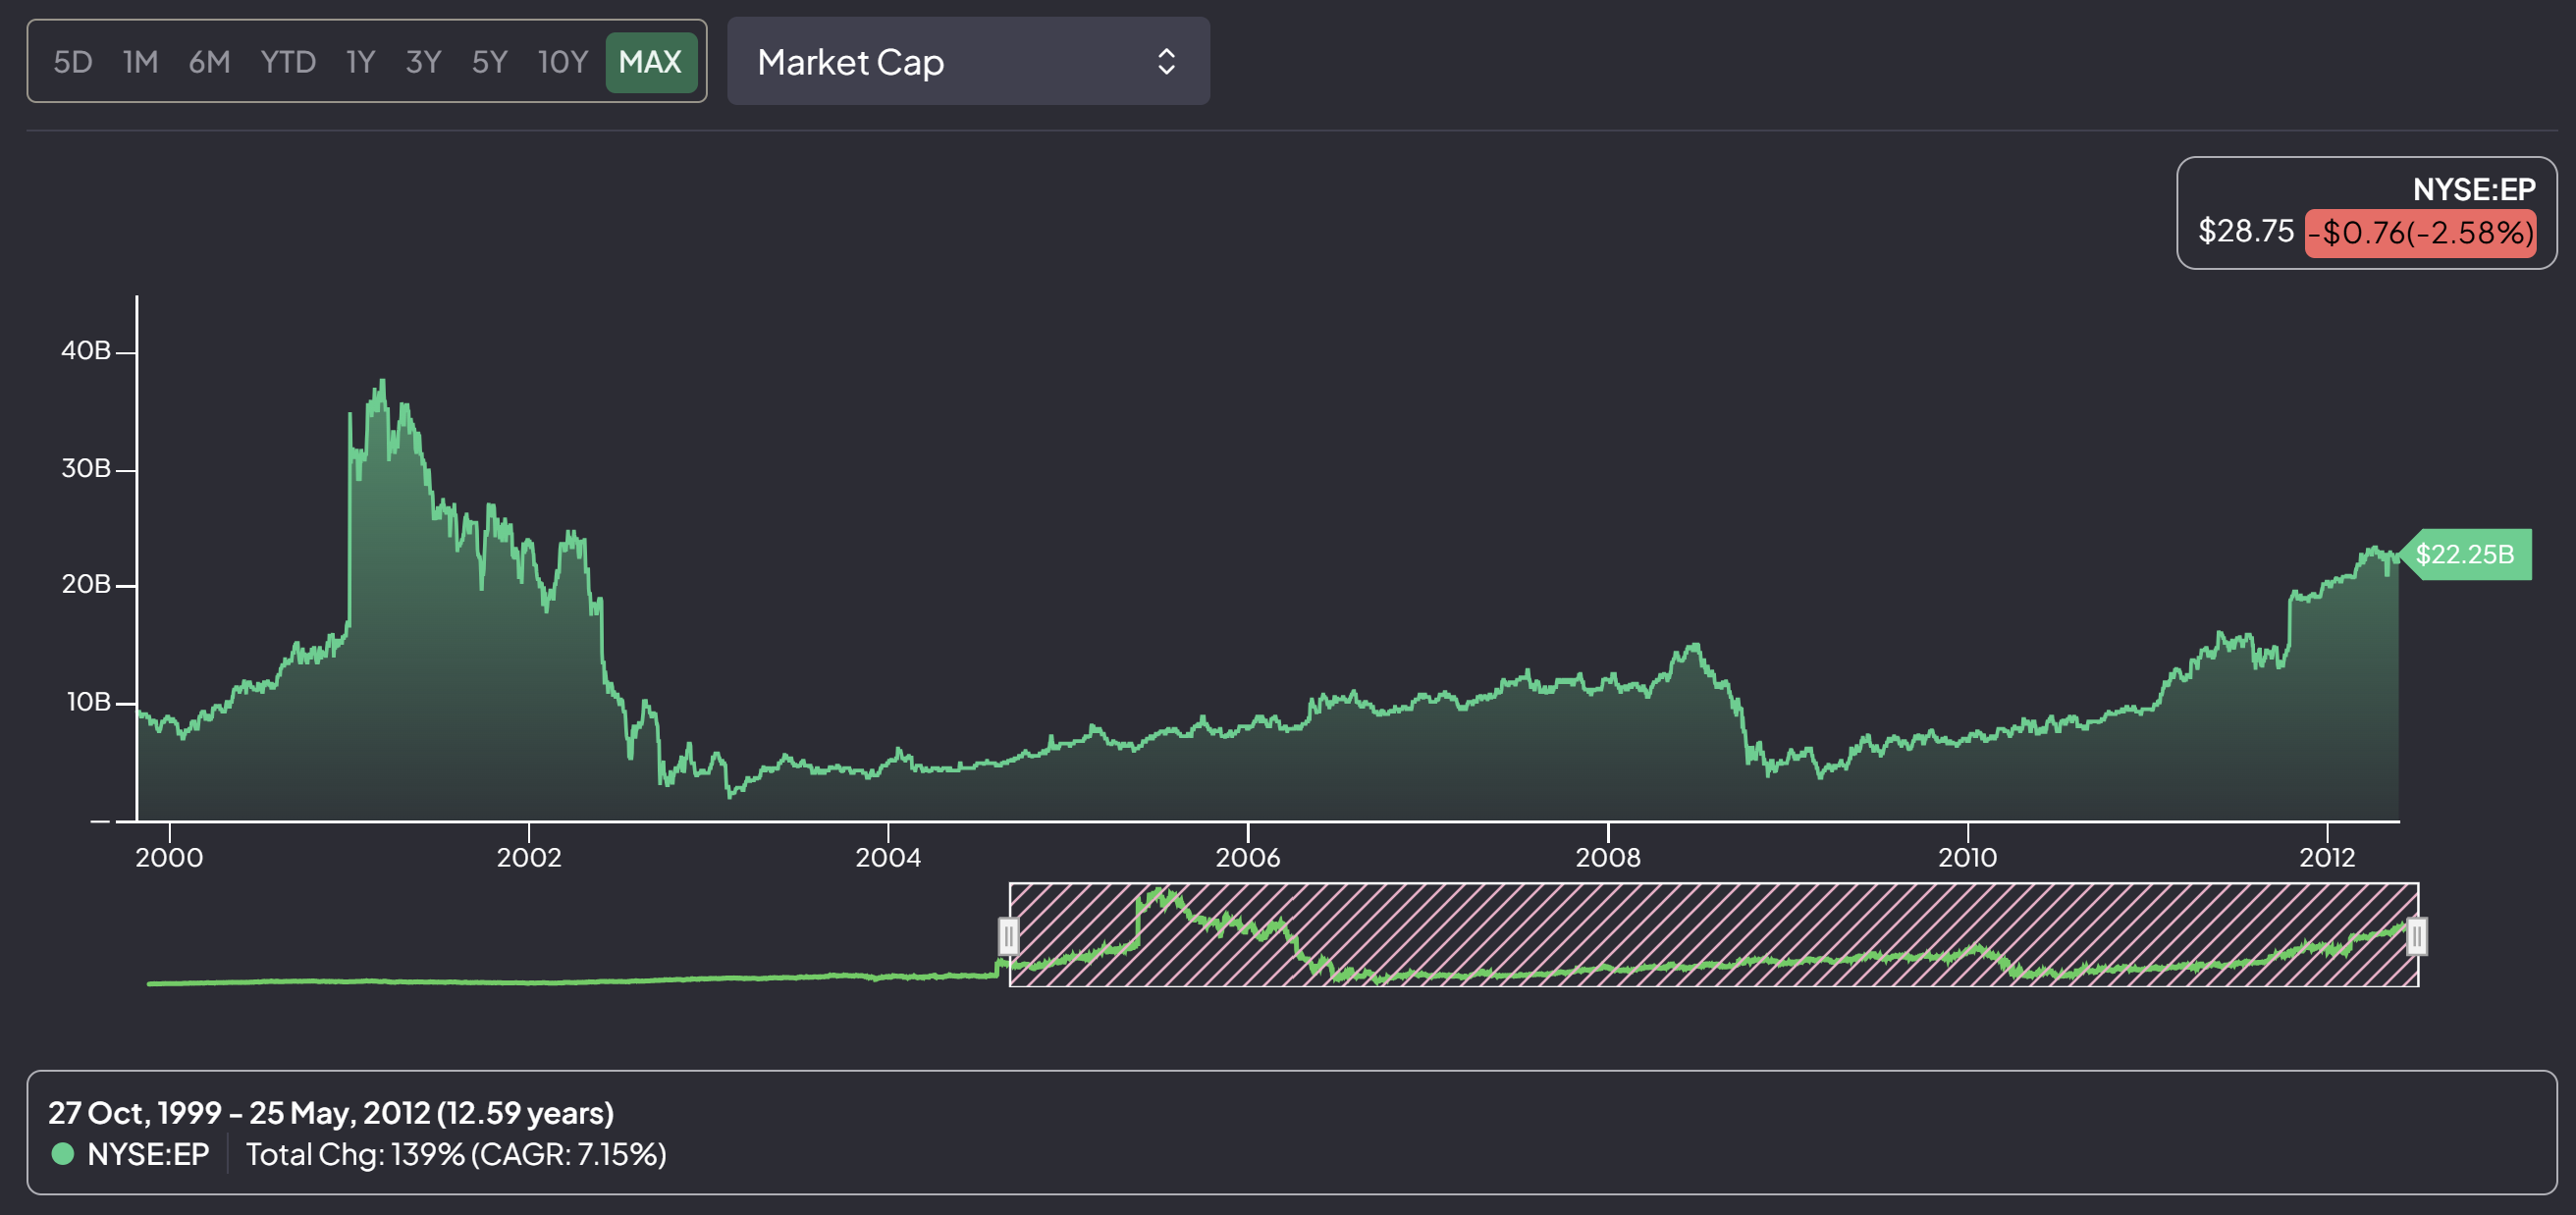 5D 1M 6M YTD 1Y 3Y 5Y 10Y MAX Market Cap
NYSE:EP
$28.75 -$0.76(-2.58%)
40B
30B
20B
$22.25B
10B
—
2000 2002 2004 2006 2008 2010 2012
27 Oct, 1999 – 25 May, 2012 (12.59 years)
NYSE:EP Total Chg: 139% (CAGR: 7.15%)